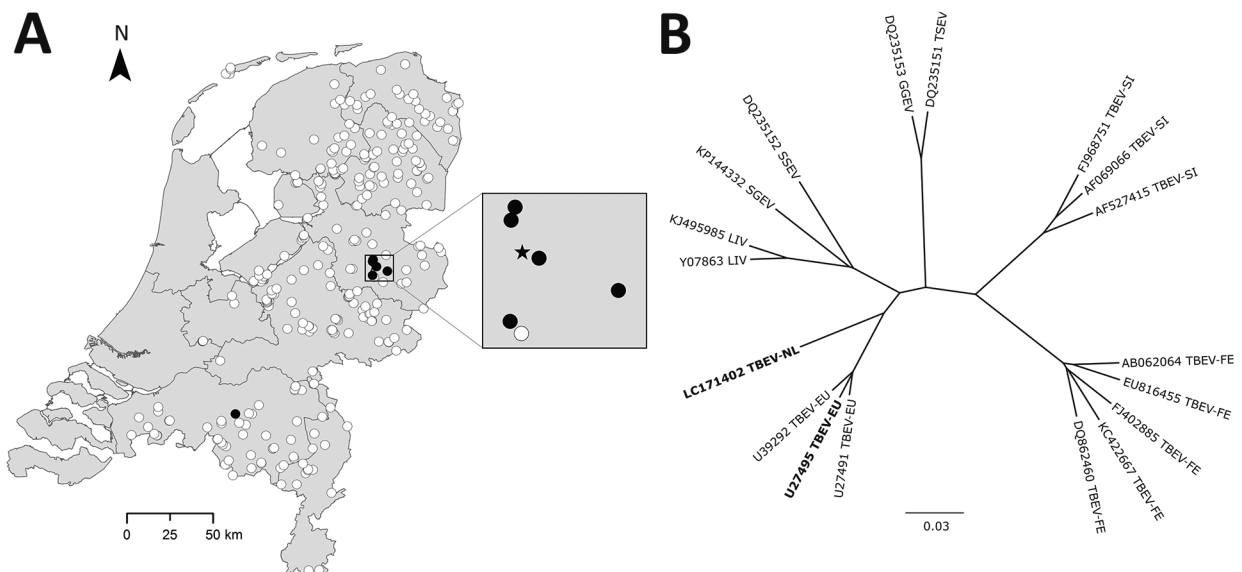 A
N
0 25 50 km
B
DQ235153 GGEV
DQ235151 TSEV
DQ235152 SSEV
KP144332 SGEV
KJ495985 LIV
Y07863 LIV
LC171402 TBEV-NL
U39292 TBEV-EU
U27495 TBEV-EU
U27491 TBEV-EU
FJ968751 TBEV-SI
AF069066 TBEV-SI
AF527415 TBEV-SI
AB062064 TBEV-FE
EU816455 TBEV-FE
FJ402885 TBEV-FE
KC422667 TBEV-FE
DQ862460 TBEV-FE
0.03